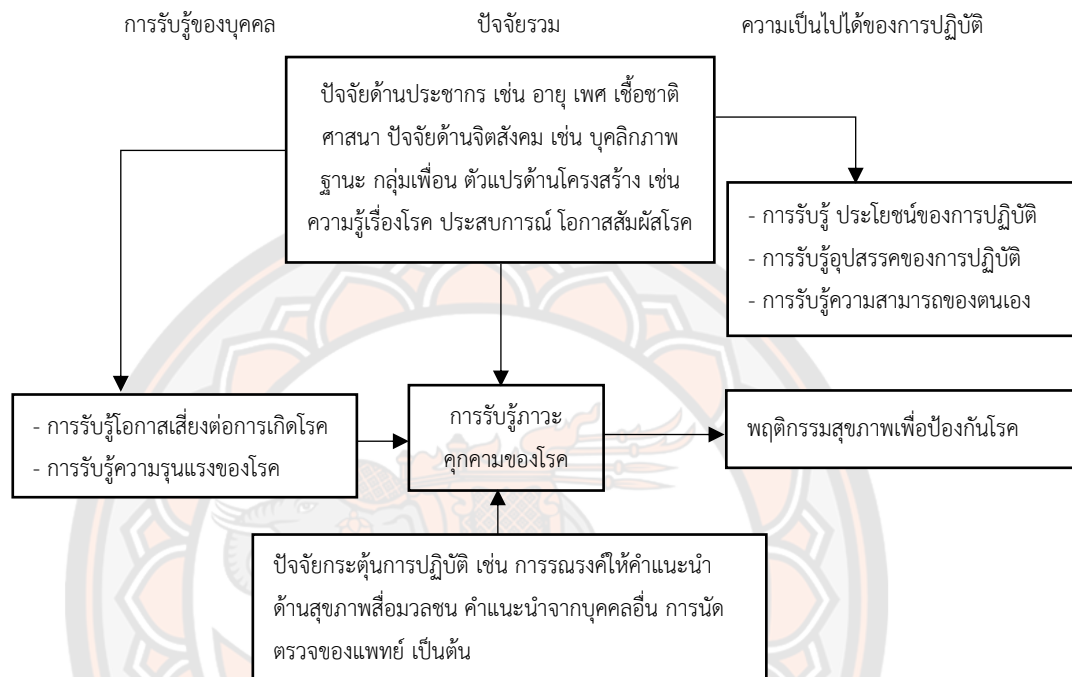 การรับรู้ของบุคคล
ปัจจัยรวม
ความเป็นไปได้ของการปฏิบัติ
ปัจจัยด้านประชากร เช่น อายุ เพศ เชื้อชาติ
ศาสนา ปัจจัยด้านจิตสังคม เช่น บุคลิกภาพ
ฐานะ กลุ่มเพื่อน ตัวแปรด้านโครงสร้าง เช่น
ความรู้เรื่องโรค ประสบการณ์ โอกาสสัมผัสโรค
- การรับรู้ ประโยชน์ของการปฏิบัติ
- การรับรู้อุปสรรคของการปฏิบัติ
- การรับรู้ความสามารถของตนเอง
- การรับรู้โอกาสเสี่ยงต่อการเกิดโรค
- การรับรู้ความรุนแรงของโรค
การรับรู้ภาวะ
คุกคามของโรค
พฤติกรรมสุขภาพเพื่อป้องกันโรค
ปัจจัยกระตุ้นการปฏิบัติ เช่น การรณรงค์ให้คำแนะนำ
ด้านสุขภาพสื่อมวลชน คำแนะนำจากบุคคลอื่น การนัด
ตรวจของแพทย์ เป็นต้น